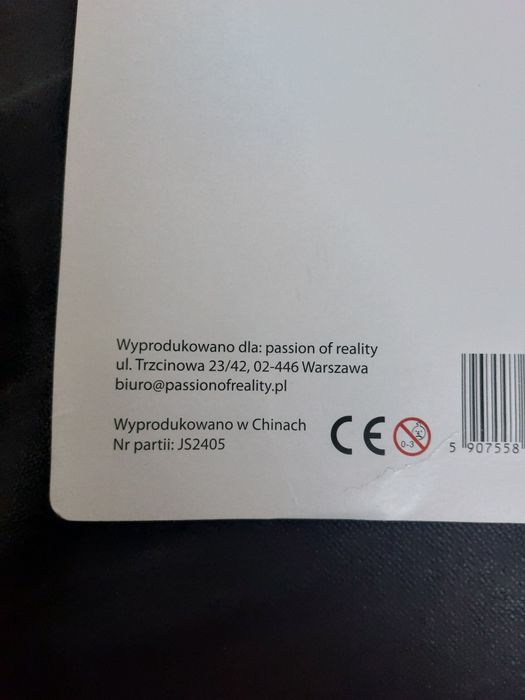 Wyprodukowano dla: passion of reality
ul. Trzcinowa 23/42, 02-446 Warszawa
biuro@passionofreality.pl
Wyprodukowano w Chinach
Nr partii: JS2405
CE
0-3
5 907558